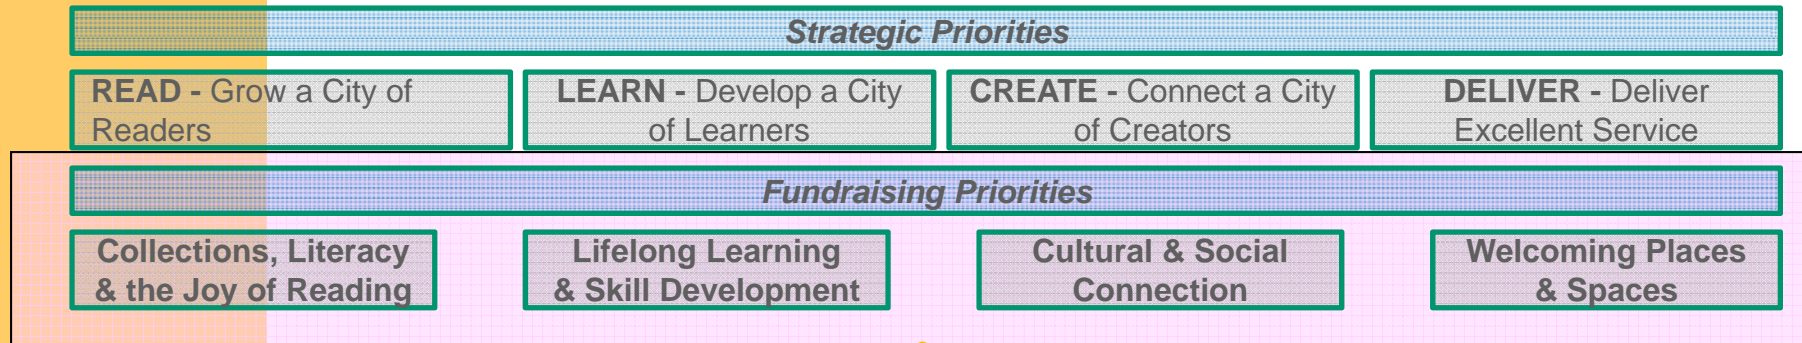 Strategic Priorities
READ - Grow a City of
Readers
LEARN - Develop a City
of Learners
CREATE - Connect a City
of Creators
DELIVER - Deliver
Excellent Service
Fundraising Priorities
Collections, Literacy
& the Joy of Reading
Lifelong Learning
& Skill Development
Cultural & Social
Connection
Welcoming Places
& Spaces